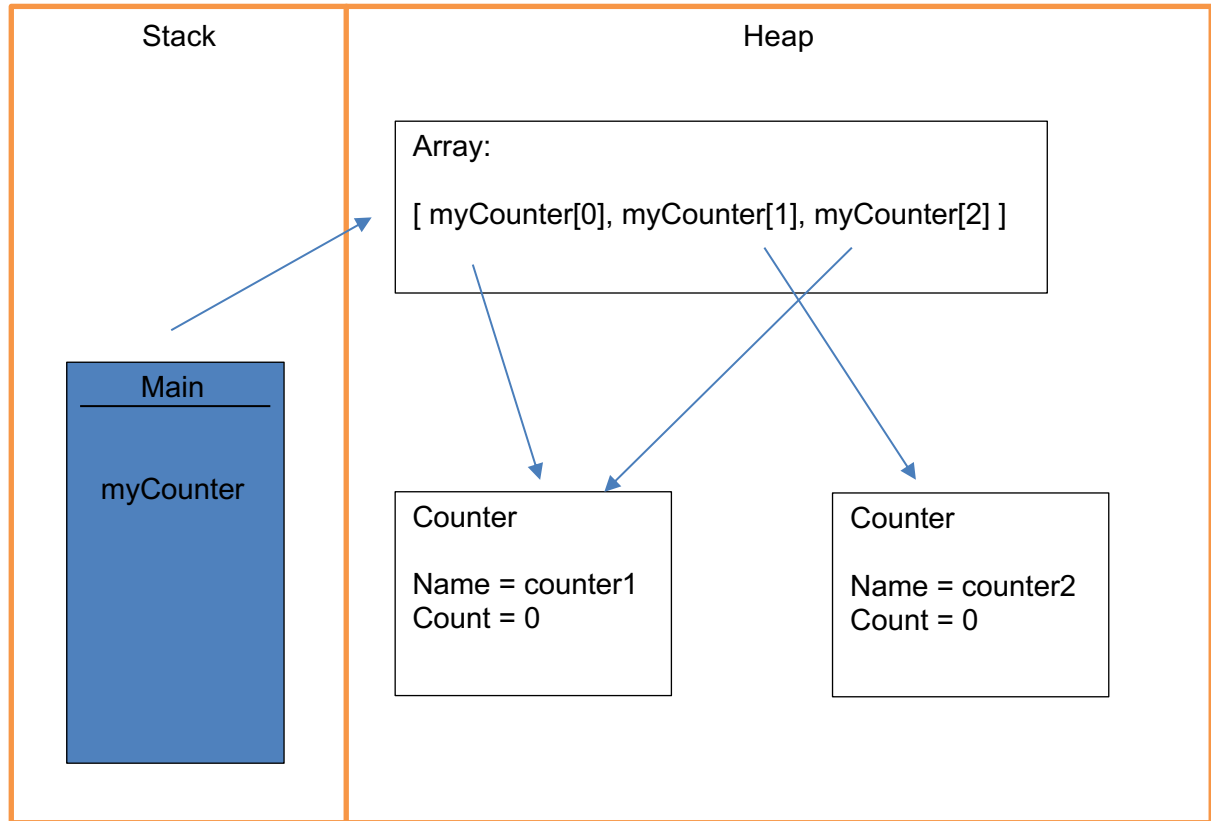 Stack
Heap
Array:
[ myCounter[0], myCounter[1], myCounter[2] ]
Main
myCounter
Counter
Name = counter1
Count = 0
Counter
Name = counter2
Count = 0